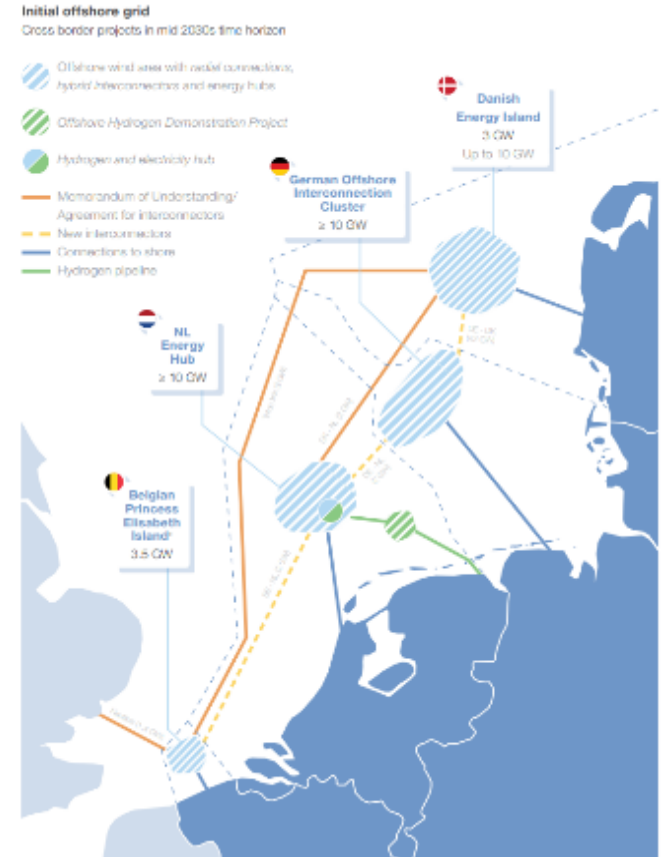 Initial offshore grid
Cross border projects in mid 2030s time horizon
Offshore wind area with radial connections,
hybrid interconnectors and energy hubs
Offshore Hydrogen Demonstration Project
Hydrogen and electricity hub
Memorandum of Understanding/
Agreement for interconnectors
New interconnectors
Connections to shore
Hydrogen pipeline
Danish
Energy Island
3 GW
Up to 10 GW
German Offshore
Interconnection
Cluster
≥ 10 GW
NL
Energy
Hub
≥ 10 GW
Belgian
Princess
Elisabeth
Island
3.5 GW